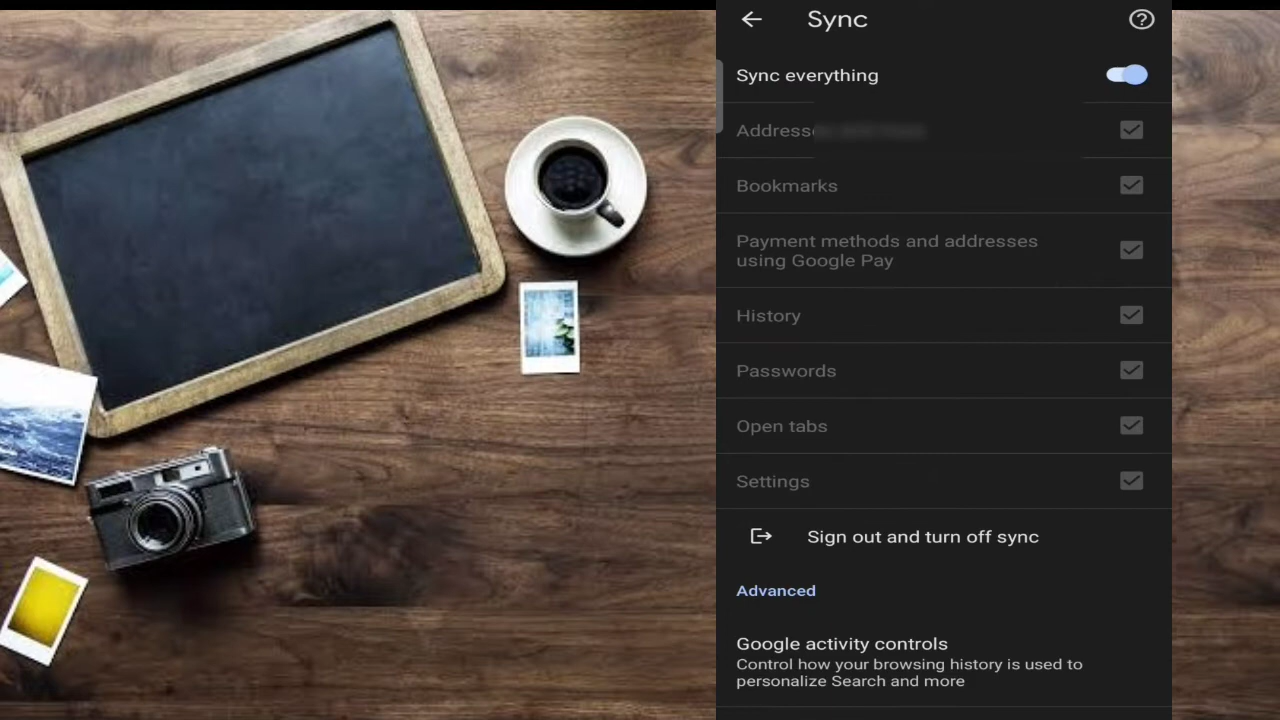 Sync
Sync everything
Bookmarks
Payment methods and addresses
using Google Pay
History
Passwords
Open tabs
Settings
Sign out and turn off sync
Advanced
Google activity controls
Control how your browsing history is used to
personalize Search and more